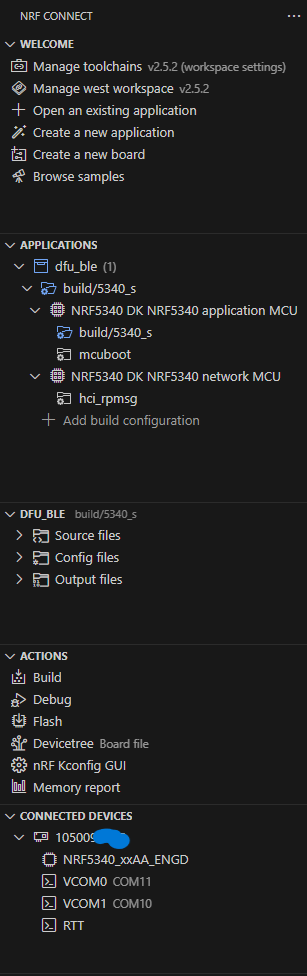 NRF CONNECT ...
WELCOME
Manage toolchains v2.5.2 (workspace settings)
Manage west workspace v2.5.2
Open an existing application
Create a new application
Create a new board
Browse samples
APPLICATIONS
dfu_ble (1)
build/5340_s
NRF5340 DK NRF5340 application MCU
build/5340_s
mcuboot
NRF5340 DK NRF5340 network MCU
hci_rpmsg
Add build configuration
DFU_BLE build/5340_s
Source files
Config files
Output files
ACTIONS
Build
Debug
Flash
Devicetree Board file
nRF Kconfig GUI
Memory report
CONNECTED DEVICES
NRF5340_xxAA_ENGD
VCOM0 COM11
VCOM1 COM10
RTT